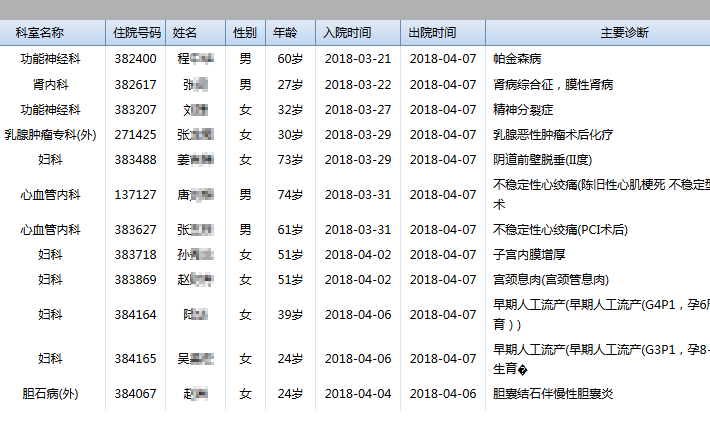 科室名称 住院号码 姓名 性别 年龄 入院时间 出院时间 主要诊断
功能神经科 382400 程 男 60岁 2018-03-21 2018-04-07 帕金森病
肾内科 382617 张 男 27岁 2018-03-22 2018-04-07 肾病综合征，膜性肾病
功能神经科 383207 刘 女 32岁 2018-03-27 2018-04-07 精神分裂症
乳腺肿瘤专科(外) 271425 张 女 30岁 2018-03-29 2018-04-07 乳腺恶性肿瘤术后化疗
妇科 383488 姜 女 73岁 2018-03-29 2018-04-07 阴道前壁脱垂(II度)
心血管内科 137127 唐 男 74岁 2018-03-31 2018-04-07 不稳定性心绞痛(陈旧性心肌梗死 不稳定型
术
心血管内科 383627 张 男 61岁 2018-03-31 2018-04-07 不稳定性心绞痛(PCI术后)
妇科 383718 孙 女 51岁 2018-04-02 2018-04-07 子宫内膜增厚
妇科 383869 赵 女 51岁 2018-04-02 2018-04-07 宫颈息肉(宫颈管息肉)
妇科 384164 女 39岁 2018-04-06 2018-04-07 早期人工流产(早期人工流产(G4P1，孕6
育））
妇科 384165 吴 女 24岁 2018-04-06 2018-04-07 早期人工流产(早期人工流产(G3P1，孕8-
生育�
胆石病(外) 384067 赵 女 24岁 2018-04-04 2018-04-06 胆囊结石伴慢性胆囊炎